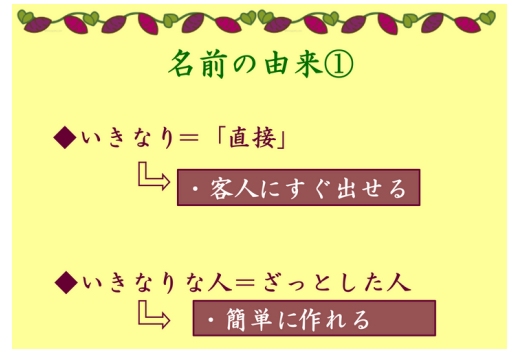 名前の由来①
◆いきなり＝「直接」
・客人にすぐ出せる
◆いきなりな人＝ざっとした人
・簡単に作れる